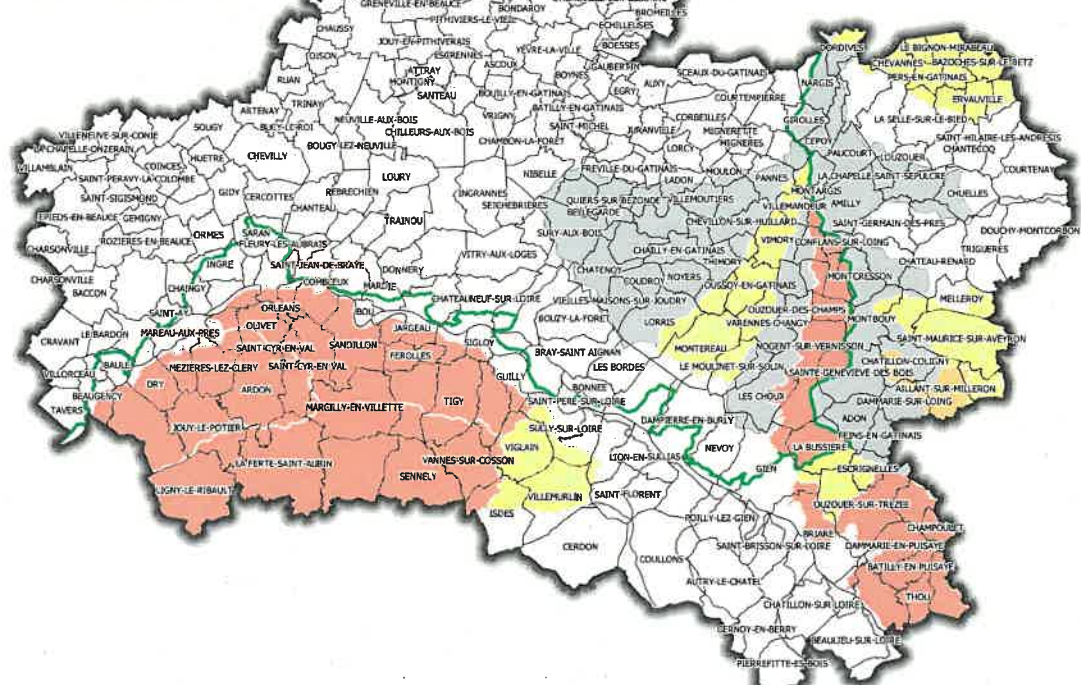 GRENEVILLE-EN-BEAUCE
BONDAROY
BROMEILLES
PITHIVIERS-LE-VIEIL
ECHILLEUSES
CHAUSSY
JOUY-EN-PITHIVERAIS
BOESSES
OISON
ESCRENNES
YEVRE-LA-VILLE
DORDIVES
LE BIGNON-MIRABEAU
ASCOUX
GAUBERTIN
CHEVANNES
BAZOCHES-SUR-LE-BETZ
ATTRAY
BOYNES
SCEAUX-DU-GATINAIS
PERS-EN-GATINAIS
RUAN
MONTIGNY
AUXY
NARGIS
SANTEAU
BOUILLY-EN-GATINAIS
EGRY
COURTEMPIERRE
ERVAUVILLE
ARTENAY
TRINAY
BATILLY-EN-GATINAIS
VRIGNY
CORBEILLES
GIROLLES
LA SELLE-SUR-LE-BIED
SOUGY
BUCY-LE-ROI
NEUVILLE-AUX-BOIS
SAINT-MICHEL
JURANVILLE
MIGNERETTE
VILLENEUVE-SUR-CONIE
CHILLEURS-AUX-BOIS
CHAMBON-LA-FORET
MIGNERES
CEPOY
SAINT-HILAIRE-LES-ANDRESIS
LA CHAPELLE-ONZERAIN
BOUGY-LEZ-NEUVILLE
LORCY
PAUCOURT
CHANTECOQ
HUETRE
CHEVILLY
LOUZOUER
VILLAMBLAIN
COINCES
FREVILLE-DU-GATINAIS
MOULON
COURTENAY
SAINT-PERAVY-LA-COLOMBE
LOURY
NIBELLE
LADON
PANNES
LA CHAPELLE-SAINT-SEPULCRE
GIDY
CERCOTTES
REBRECHIEN
INGRANNES
MONTARGIS
CHUELLES
SAINT-SIGISMOND
QUIERS-SUR-BEZONDE
VILLEMOUTIERS
VILLEMANDEUR
AMILLY
CHANTEAU
SEICHEBRIERES
BELLEGARDE
EPIEDS-EN-BEAUCE
GEMIGNY
TRAINOU
CHEVILLON-SUR-HUILLARD
SAINT-GERMAIN-DES-PRES
ORMES
SARAN
SURY-AUX-BOIS
DOUCHY-MONTCORBON
ROZIERES-EN-BEAUCE
FLEURY-LES-AUBRAIS
VIMORY
CONFLANS-SUR-LOING
CHARSONVILLE
CHAILLY-EN-GATINAIS
TRIGUERES
VITRY-AUX-LOGES
THIMORY
CHATEAU-RENARD
INGRE
SAINT-JEAN-DE-BRAYE
DONNERY
CHATENOY
NOYERS
MONTCRESSON
CHARSONVILLE
COMBLEUX
MARDIE
COUDROY
OUSSOY-EN-GATINAIS
CHAINGY
BACCON
CHATEAUNEUF-SUR-LOIRE
VIEILLES-MAISONS-SUR-JOUDRY
MELLEROY
ORLEANS
BOU
OUZOUER-DES-CHAMPS
SAINT-AY
BOUZY-LA-FORET
LORRIS
VARENNES-CHANGY
MONTBOUY
OLIVET
JARGEAU
LE BARDON
MAREAU-AUX-PRES
SAINT-MAURICE-SUR-AVEYRON
CRAVANT
SANDILLON
SIGLOY
MONTEREAU
NOGENT-SUR-VERNISSON
SAINT-CYR-EN-VAL
FEROLLES
BRAY-SAINT AIGNAN
CHATILLON-COLIGNY
BAULE
MEZIERES-LEZ-CLERY
SAINT-CYR-EN VAL
LES BORDES
LE MOULINET-SUR-SOLIN
SAINTE-GENEVIEVE-DES BOIS
VILLORCEAU
GUILLY
DRY
ARDON
BONNEE
AILLANT-SUR-MILLERON
BEAUGENCY
LES CHOUX
DAMMARIE-SUR-LOING
TAVERS
MARCILLY-EN-VILLETTE
TIGY
SAINT-PERE-SUR-LOIRE
DAMPIERRE-EN-BURLY
ADON
JOUY-LE-POTIER
SULLY-SUR-LOIRE
FEINS-EN-GATINAIS
VIGLAIN
NEVOY
LA BUSSIERE
LA FERTE-SAINT-AUBIN
VANNES-SUR-COSSON
LION-EN-SULLIAS
GIEN
ESCRIGNELLES
SENNELY
LIGNY-LE-RIBAULT
VILLEMURLIN
SAINT-FLORENT
OUZOUER-SUR-TREZEE
ISDES
POILLY-LEZ-GIEN
CHAMPOULET
BRIARE
CERDON
SAINT-BRISSON-SUR-LOIRE
DAMMARIE-EN-PUISAYE
COULLONS
BATILLY-EN-PUISAYE
AUTRY-LE-CHATEL
THOU
CHATILLON-SUR LOIRE
CERNOY-EN-BERRY
BEAULIEU-SUR-LOIRE
PIERREFITTE-ES-BOIS